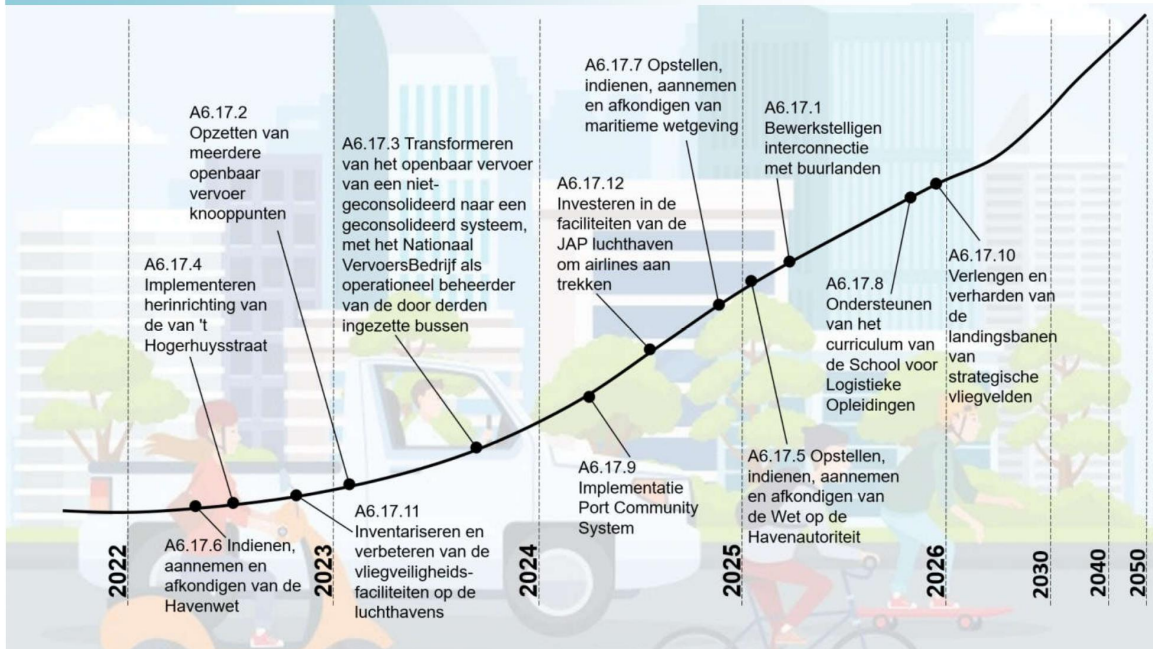 A6.17.2
Opzetten van
meerdere
openbaar
vervoer
knooppunten
A6.17.4
Implementeren
herinrichting van
de van 't
Hogerhuysstraat
A6.17.3 Transformeren
van het openbaar vervoer
van een niet-
geconsolideerd naar een
geconsolideerd systeem,
met het Nationaal
VervoersBedrijf als
operationeel beheerder
van de door derden
ingezette bussen
A6.17.7 Opstellen,
indienen, aannemen
en afkondigen van
maritieme wetgeving
A6.17.12
Investeren in de
faciliteiten van de
JAP luchthaven
om airlines aan
trekken
A6.17.1
Bewerkstelligen
interconnectie
met buurlanden
A6.17.6 Indienen,
aannemen en
afkondigen van de
Havenwet
A6.17.11
Inventariseren en
verbeteren van de
vliegveiligheids-
faciliteiten op de
luchthavens
A6.17.9
Implementatie
Port Community
System
A6.17.5 Opstellen,
indienen, aannemen
en afkondigen van
de Wet op de
Havenautoriteit
A6.17.8
Ondersteunen
van het
curriculum van
de School voor
Logistieke
Opleidingen
A6.17.10
Verlengen en
verharden van
de
landingsbanen
van
strategische
vliegvelden
2022
2023
2024
2025
2026
2030
2040
2050